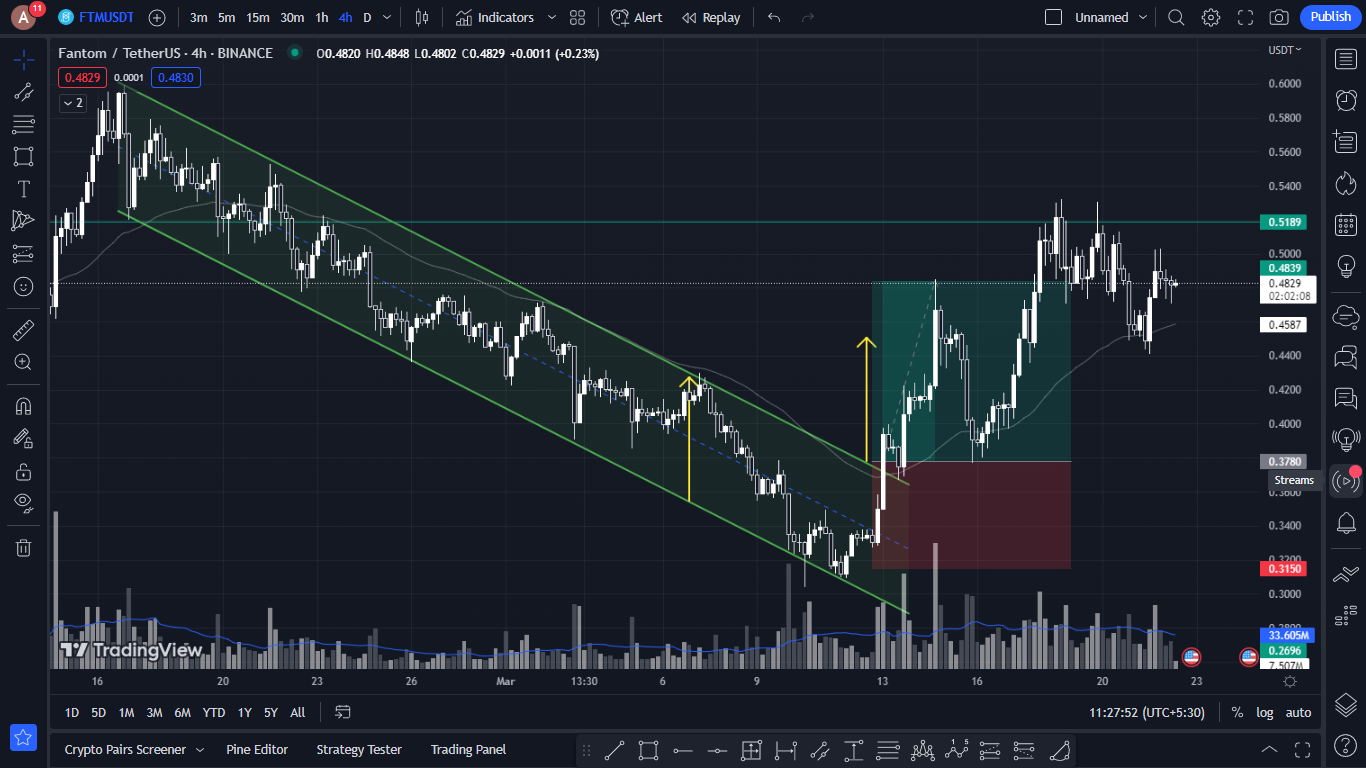 A 11 FTMUSDT 3m 5m 15m 30m 1h 4h D Indicators Alert Replay Unnamed Publish
Fantom / TetherUS · 4h · BINANCE O0.4820 H0.4848 L0.4802 C0.4829 +0.0011 (+0.23%)
USDT
0.4829 0.0001 0.4830
2
0.6000
0.5800
0.5600
0.5400
0.5189
0.5000
0.4839
0.4829
02:02:08
0.4587
0.4400
0.4200
0.4000
0.3780
Streams
0.3600
0.3400
0.3200
0.3150
0.3000
0.2800
33.605M
0.2696
7.507M
TradingView
16 20 23 26 Mar 13:30 6 9 13 16 20 23
1D 5D 1M 3M 6M YTD 1Y 5Y All 11:27:52 (UTC+5:30) % log auto
Crypto Pairs Screener Pine Editor Strategy Tester Trading Panel